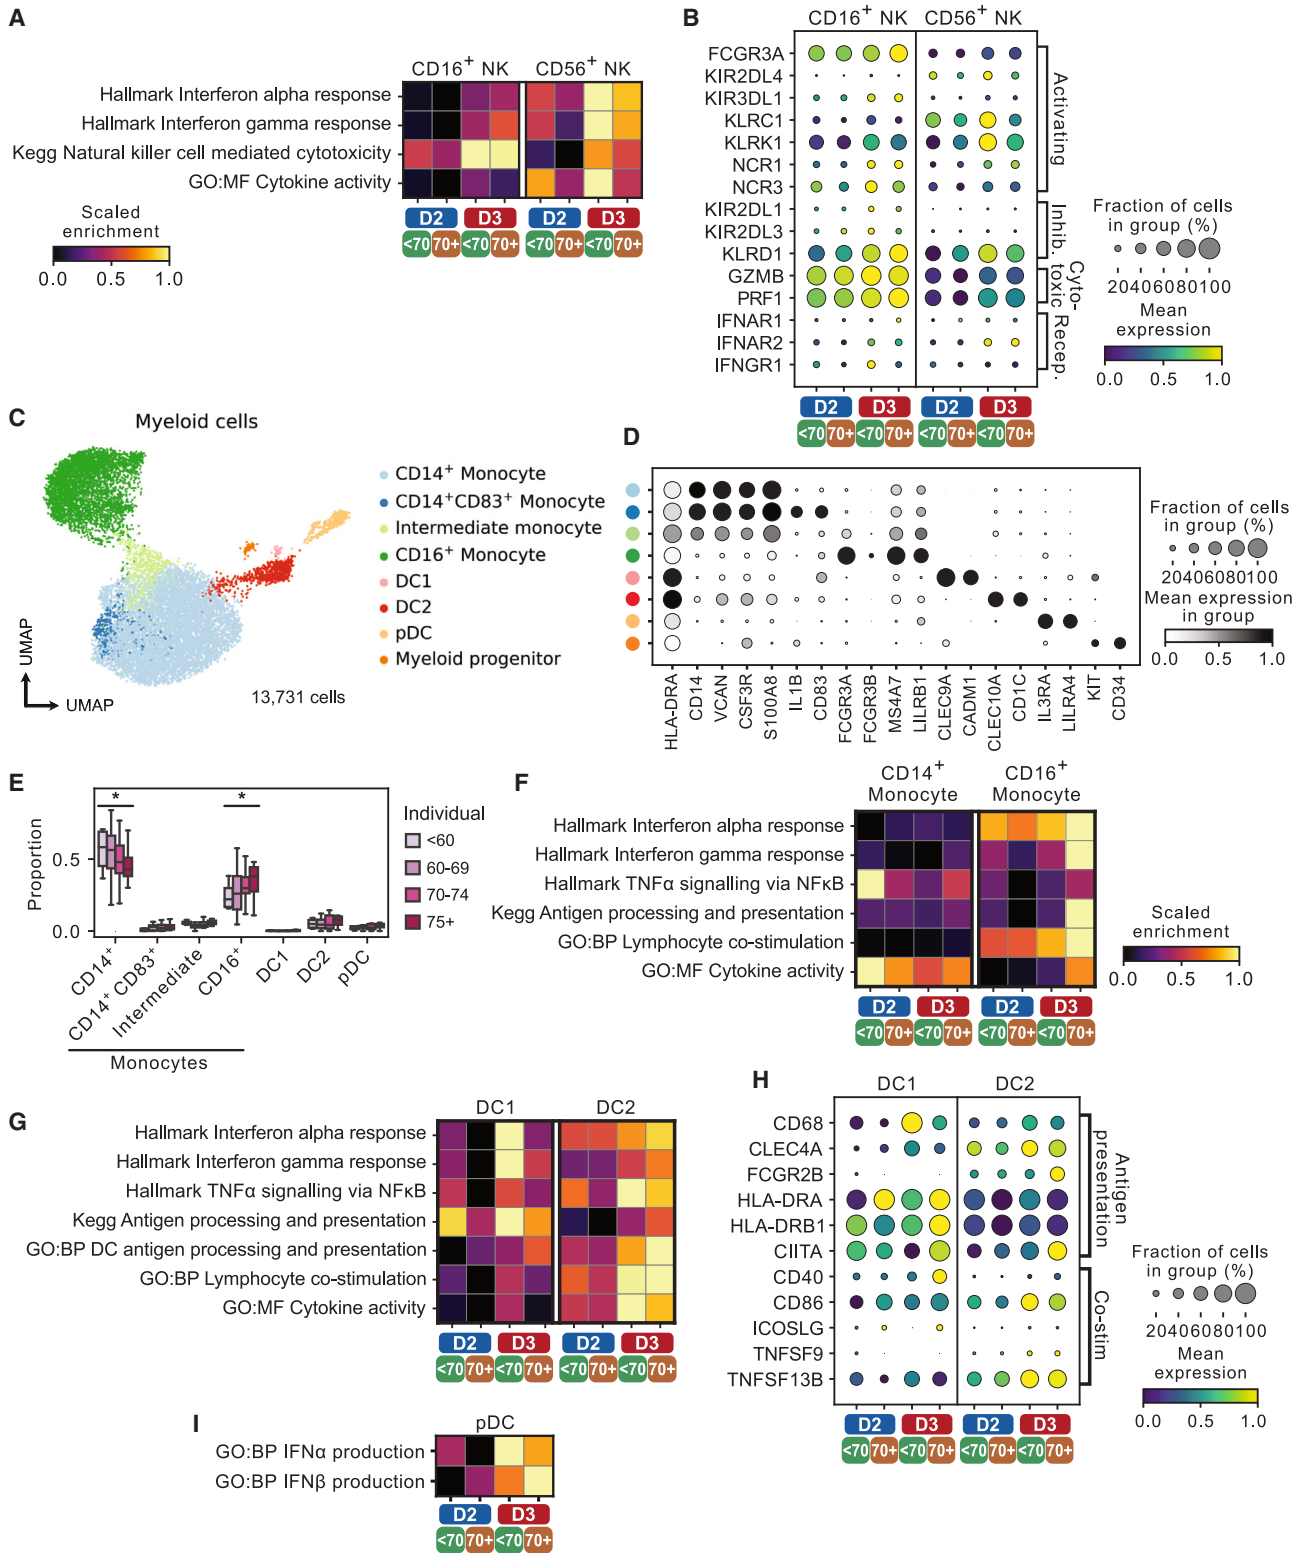 A
CD16+ NK CD56+ NK
Hallmark Interferon alpha response
Hallmark Interferon gamma response
Kegg Natural killer cell mediated cytotoxicity
GO:MF Cytokine activity
Scaled
enrichment
0.0 0.5 1.0
D2 D3 D2 D3
<70 70+ <70 70+ <70 70+ <70 70+
B
CD16+ NK CD56+ NK
FCGR3A
KIR2DL4
KIR3DL1
KLRC1
KLRK1
NCR1
NCR3
KIR2DL1
KIR2DL3
KLRD1
GZMB
PRF1
IFNAR1
IFNAR2
IFNGR1
Activating
Inhib.
Cyto-
toxic
Recep.
Fraction of cells
in group (%)
20 40 60 80 100
Mean
expression
0.0 0.5 1.0
D2 D3 D2 D3
<70 70+ <70 70+ <70 70+ <70 70+
C
Myeloid cells
CD14+ Monocyte
CD14+CD83+ Monocyte
Intermediate monocyte
CD16+ Monocyte
DC1
DC2
pDC
Myeloid progenitor
UMAP
UMAP
13,731 cells
D
HLA-DRA
CD14
VCAN
CSF3R
S100A8
IL1B
CD83
FCGR3A
FCGR3B
MS4A7
LILRB1
CLEC9A
CADM1
CLEC10A
CD1C
IL3RA
LILRA4
KIT
CD34
Fraction of cells
in group (%)
20 40 60 80 100
Mean expression
in group
0.0 0.5 1.0
E
Proportion
0.5
0.0
* *
CD14+
CD14+ CD83+
Intermediate
CD16+
DC1
DC2
pDC
Monocytes
Individual
<60
60-69
70-74
75+
F
CD14+ CD16+
Monocyte Monocyte
Hallmark Interferon alpha response
Hallmark Interferon gamma response
Hallmark TNFα signalling via NFκB
Kegg Antigen processing and presentation
GO:BP Lymphocyte co-stimulation
GO:MF Cytokine activity
Scaled
enrichment
0.0 0.5 1.0
D2 D3 D2 D3
<70 70+ <70 70+ <70 70+ <70 70+
G
DC1 DC2
Hallmark Interferon alpha response
Hallmark Interferon gamma response
Hallmark TNFα signalling via NFκB
Kegg Antigen processing and presentation
GO:BP DC antigen processing and presentation
GO:BP Lymphocyte co-stimulation
GO:MF Cytokine activity
D2 D3 D2 D3
<70 70+ <70 70+ <70 70+ <70 70+
H
DC1 DC2
CD68
CLEC4A
FCGR2B
HLA-DRA
HLA-DRB1
CIITA
CD40
CD86
ICOSLG
TNFSF9
TNFSF13B
Antigen
presentation
Co-stim
Fraction of cells
in group (%)
20 40 60 80 100
Mean
expression
0.0 0.5 1.0
D2 D3 D2 D3
<70 70+ <70 70+ <70 70+ <70 70+
I
pDC
GO:BP IFNα production
GO:BP IFNβ production
D2 D3
<70 70+ <70 70+